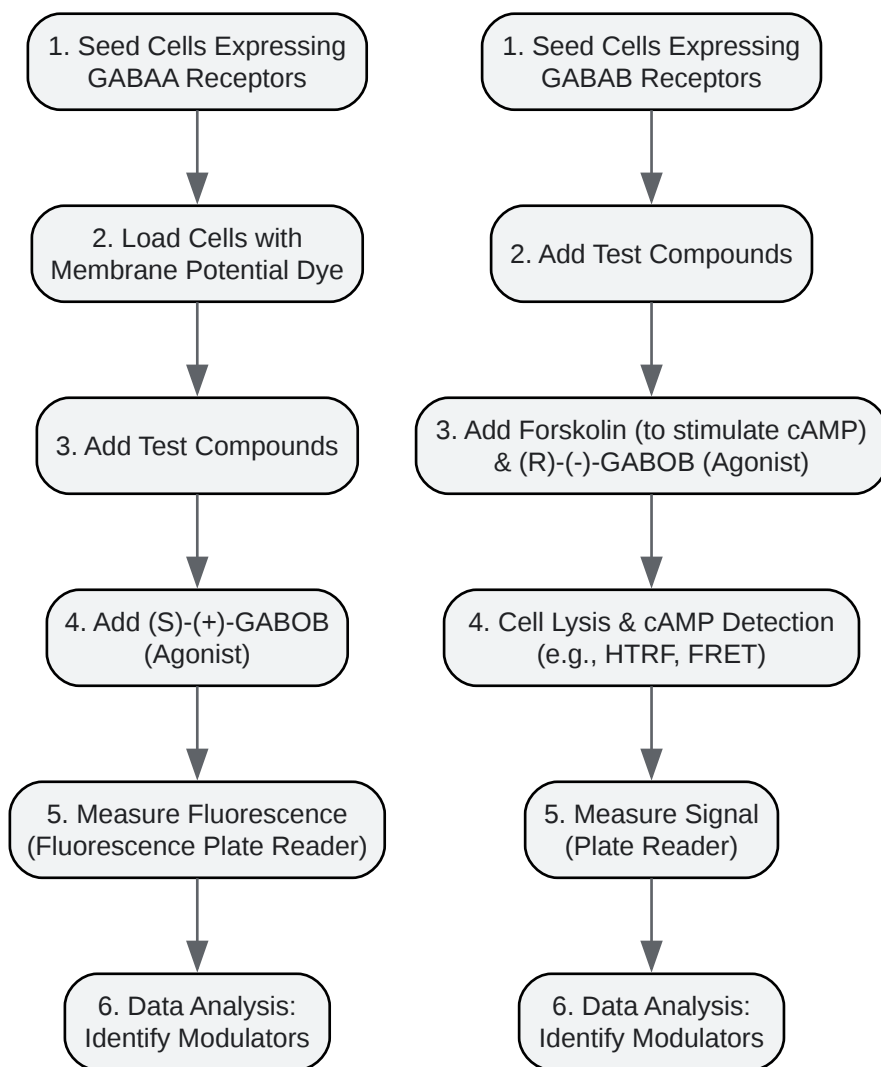 1. Seed Cells Expressing
GABAA Receptors
2. Load Cells with
Membrane Potential Dye
3. Add Test Compounds
4. Add (S)-(+)-GABOB
(Agonist)
5. Measure Fluorescence
(Fluorescence Plate Reader)
6. Data Analysis:
Identify Modulators
1. Seed Cells Expressing
GABAB Receptors
2. Add Test Compounds
3. Add Forskolin (to stimulate cAMP)
& (R)-(-)-GABOB (Agonist)
4. Cell Lysis & cAMP Detection
(e.g., HTRF, FRET)
5. Measure Signal
(Plate Reader)
6. Data Analysis:
Identify Modulators